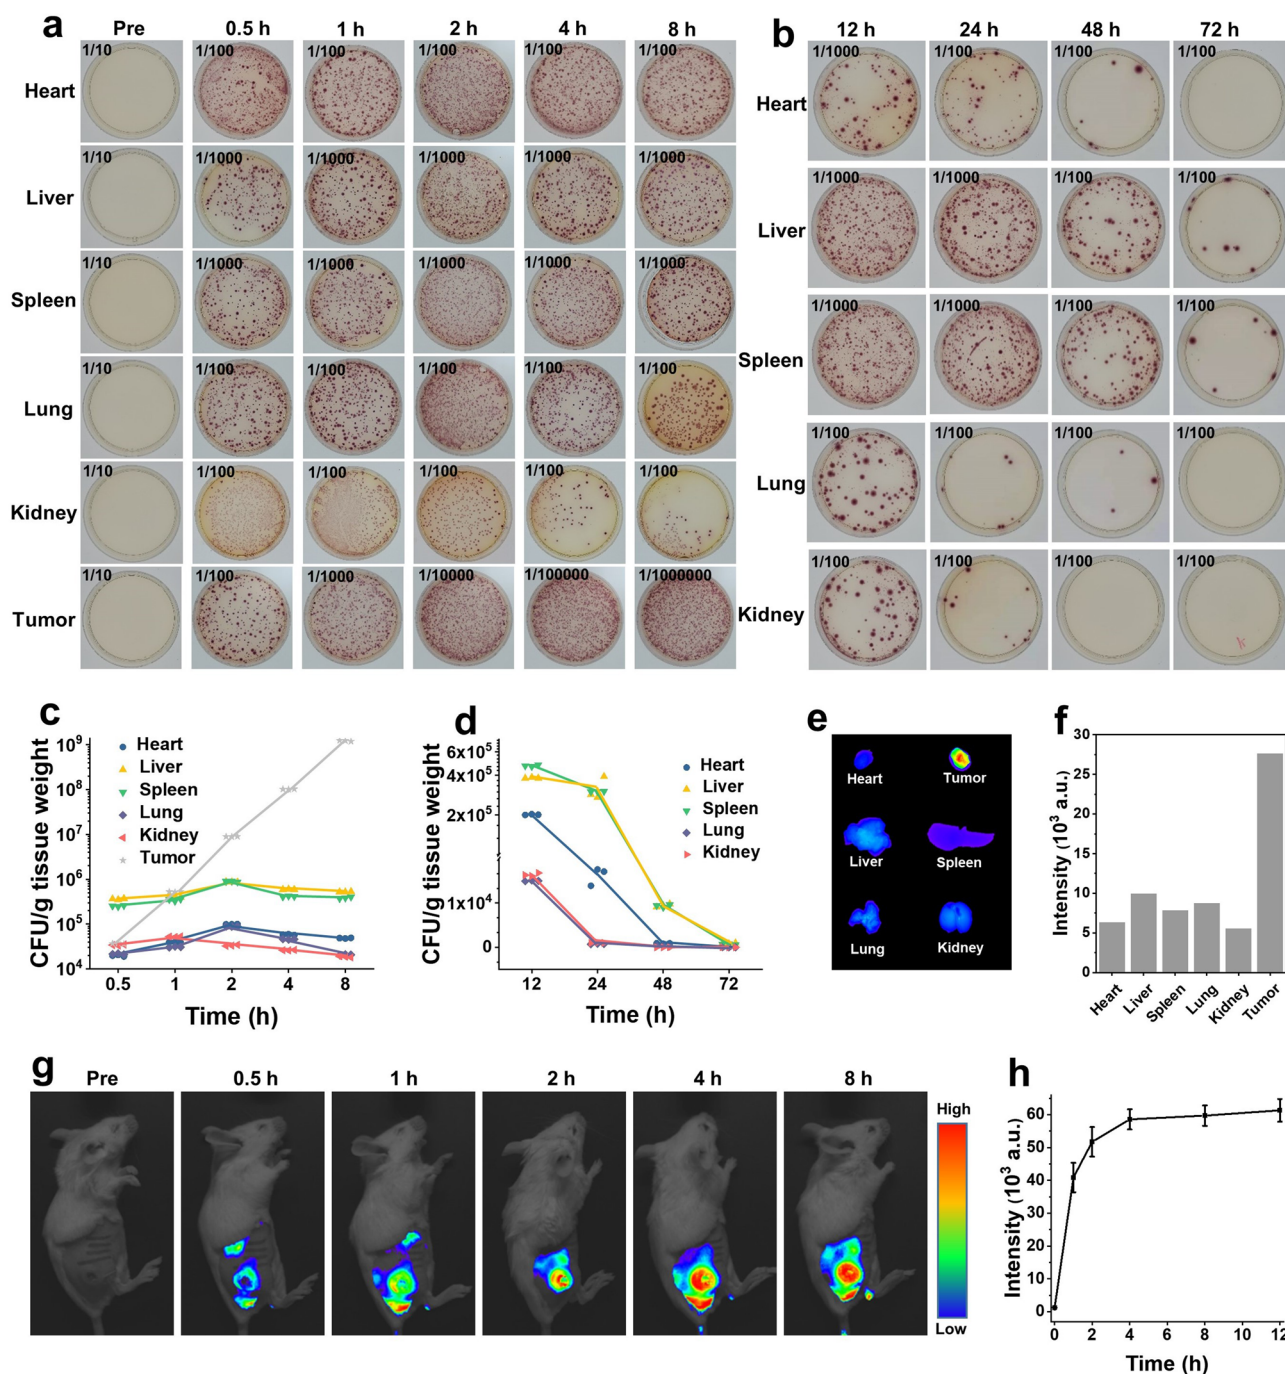 a
Pre 0.5 h 1 h 2 h 4 h 8 h
Heart 1/10 1/100 1/100 1/100 1/100 1/100
Liver 1/10 1/1000 1/1000 1/1000 1/1000 1/1000
Spleen 1/10 1/1000 1/1000 1/1000 1/1000 1/1000
Lung 1/10 1/100 1/100 1/100 1/100 1/100
Kidney 1/10 1/100 1/100 1/100 1/100 1/100
Tumor 1/10 1/100 1/1000 1/10000 1/100000 1/1000000
b
12 h 24 h 48 h 72 h
Heart 1/1000 1/100 1/100 1/100
Liver 1/1000 1/1000 1/100 1/100
Spleen 1/1000 1/1000 1/100 1/100
Lung 1/100 1/100 1/100 1/100
Kidney 1/100 1/100 1/100 1/100
c
CFU/g tissue weight
10⁹
10⁸
10⁷
10⁶
10⁵
10⁴
Heart
Liver
Spleen
Lung
Kidney
Tumor
0.5 1 2 4 8
Time (h)
d
CFU/g tissue weight
6x10⁵
4x10⁵
2x10⁵
1x10⁴
0
Heart
Liver
Spleen
Lung
Kidney
12 24 48 72
Time (h)
e
Heart Tumor
Liver Spleen
Lung Kidney
f
Intensity (10³ a.u.)
30
25
20
15
10
5
0
Heart Liver Spleen Lung Kidney Tumor
g
Pre 0.5 h 1 h 2 h 4 h 8 h
High
Low
h
Intensity (10³ a.u.)
60
50
40
30
20
10
0
0 2 4 6 8 10 12
Time (h)